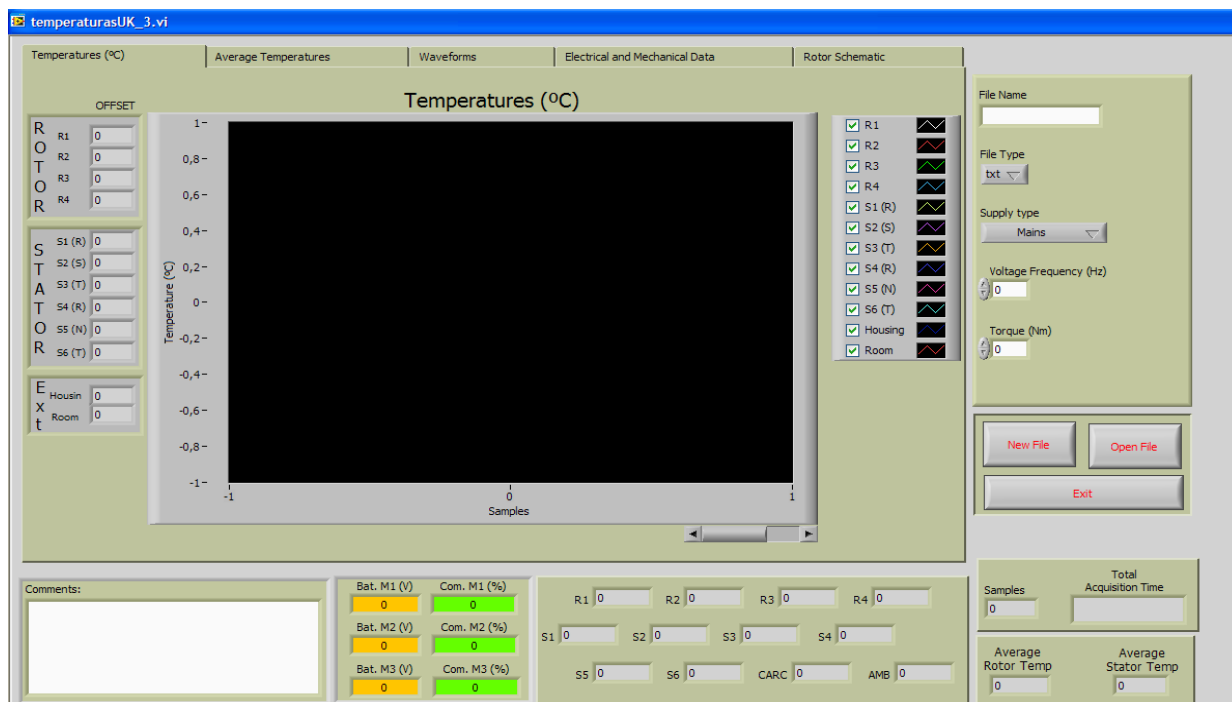 temperaturasUK_3.vi
Temperatures (ºC)
Average Temperatures
Waveforms
Electrical and Mechanical Data
Rotor Schematic
OFFSET
ROTOR
R1 0
R2 0
R3 0
R4 0
STATOR
S1 (R) 0
S2 (S) 0
S3 (T) 0
S4 (R) 0
S5 (N) 0
S6 (T) 0
Ext
Housin 0
Room 0
Temperatures (ºC)
Temperature (ºC)
1
0,8
0,6
0,4
0,2
0
-0,2
-0,4
-0,6
-0,8
-1
-1 0 1
Samples
R1
R2
R3
R4
S1 (R)
S2 (S)
S3 (T)
S4 (R)
S5 (N)
S6 (T)
Housing
Room
File Name
File Type
txt
Supply type
Mains
Voltage Frequency (Hz)
0
Torque (Nm)
0
New File
Open File
Exit
Comments:
Bat. M1 (V) Com. M1 (%)
0 0
Bat. M2 (V) Com. M2 (%)
0 0
Bat. M3 (V) Com. M3 (%)
0 0
R1 0 R2 0 R3 0 R4 0
S1 0 S2 0 S3 0 S4 0
S5 0 S6 0 CARC 0 AMB 0
Samples
0
Total
Acquisition Time
Average
Rotor Temp
0
Average
Stator Temp
0